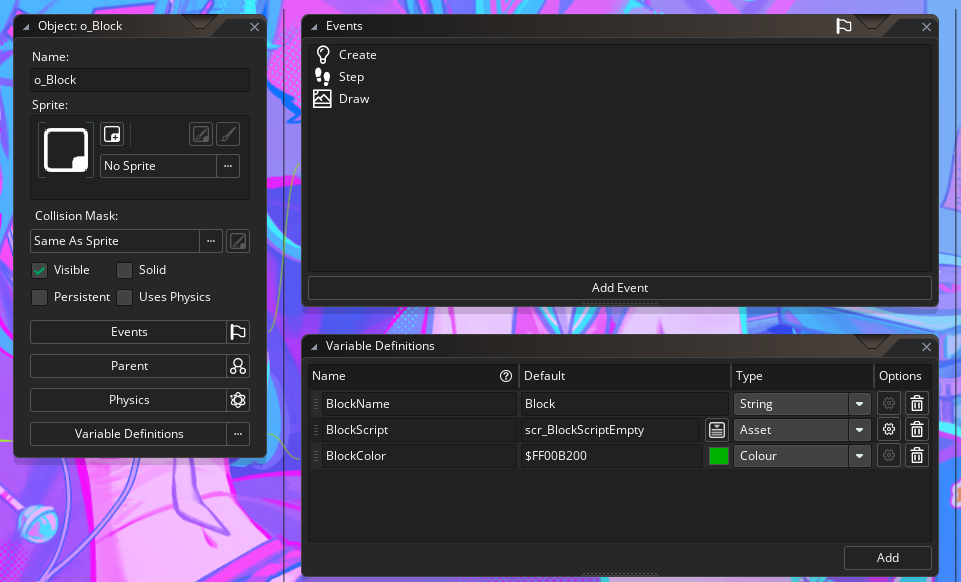 Object: o_Block
Name:
o_Block
Sprite:
No Sprite
...
Collision Mask:
Same As Sprite
...
Visible
Solid
Persistent
Uses Physics
Events
Parent
Physics
Variable Definitions
...
Events
Create
Step
Draw
Add Event
Variable Definitions
Name ? Default Type Options
BlockName Block String
BlockScript scr_BlockScriptEmpty Asset
BlockColor $FF00B200 Colour
Add